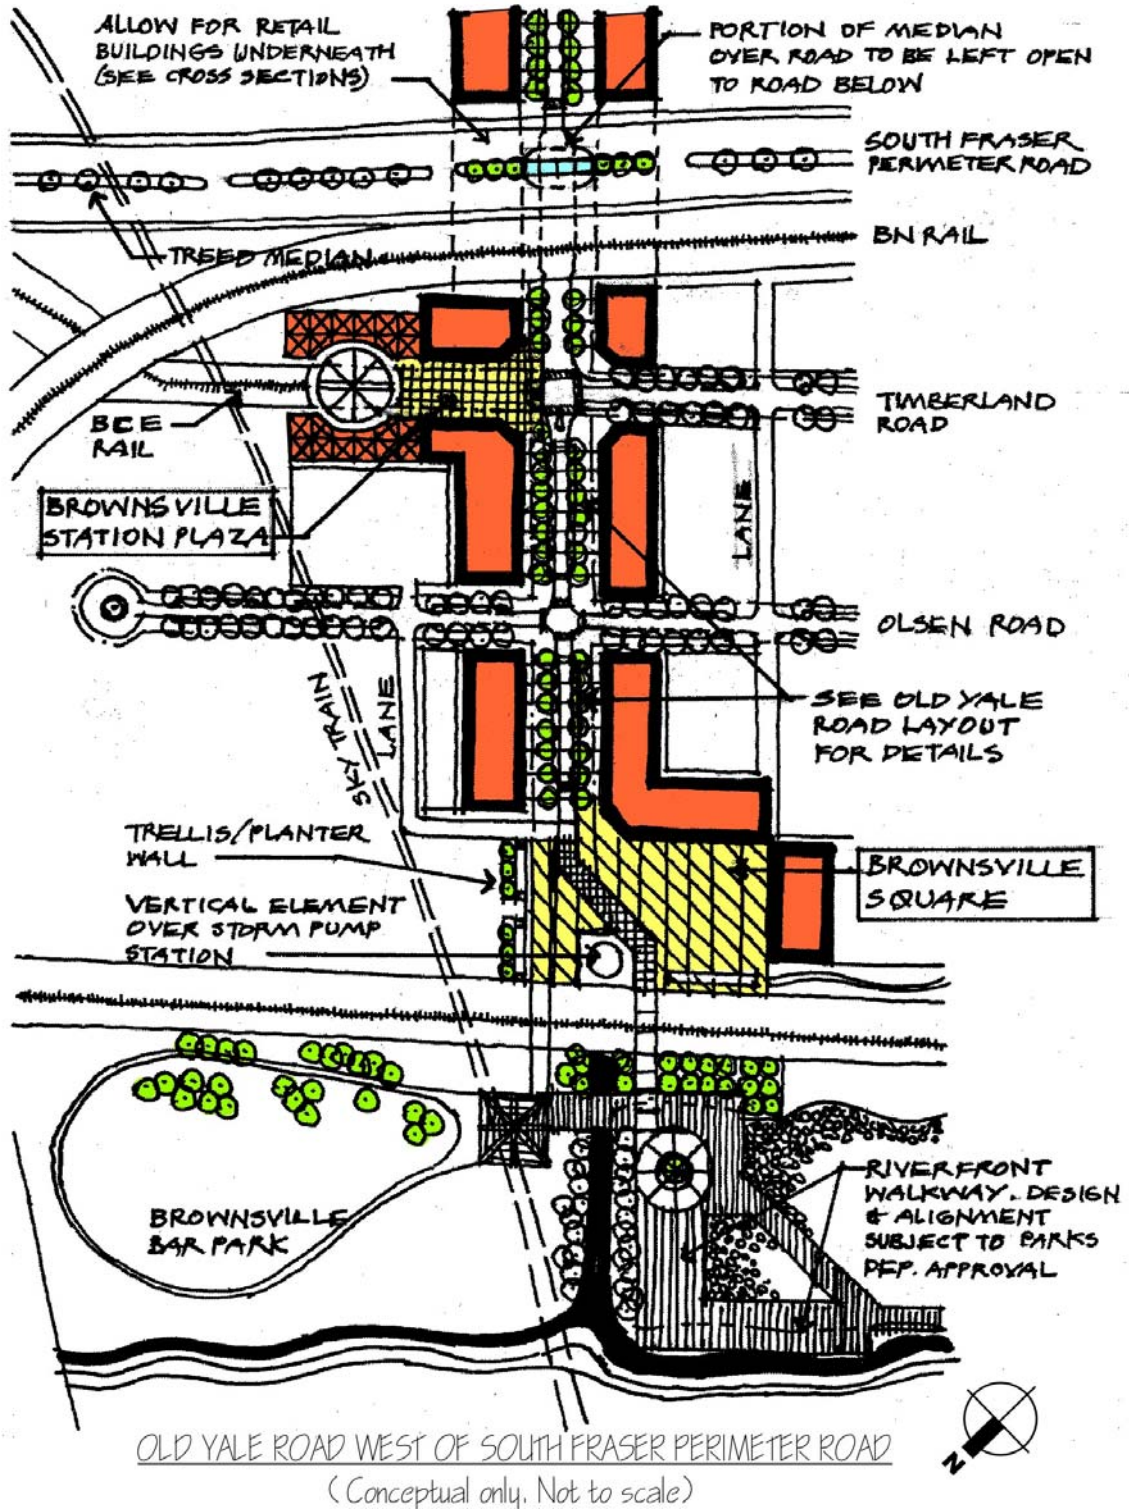 ALLOW FOR RETAIL
BUILDINGS UNDERNEATH
(SEE CROSS SECTIONS)
PORTION OF MEDIAN
OVER ROAD TO BE LEFT OPEN
TO ROAD BELOW
SOUTH FRASER
PERIMETER ROAD
TREED MEDIAN
BN RAIL
BCE
RAIL
TIMBERLAND
ROAD
BROWNSVILLE
STATION PLAZA
LANE
OLSEN ROAD
SKY TRAIN
LANE
SEE OLD YALE
ROAD LAYOUT
FOR DETAILS
TRELLIS/PLANTER
WALL
BROWNSVILLE
SQUARE
VERTICAL ELEMENT
OVER STORM PUMP
STATION
BROWNSVILLE
BAR PARK
RIVERFRONT
WALKWAY. DESIGN
& ALIGNMENT
SUBJECT TO PARKS
DEP. APPROVAL
N
OLD YALE ROAD WEST OF SOUTH FRASER PERIMETER ROAD
(Conceptual only. Not to scale)